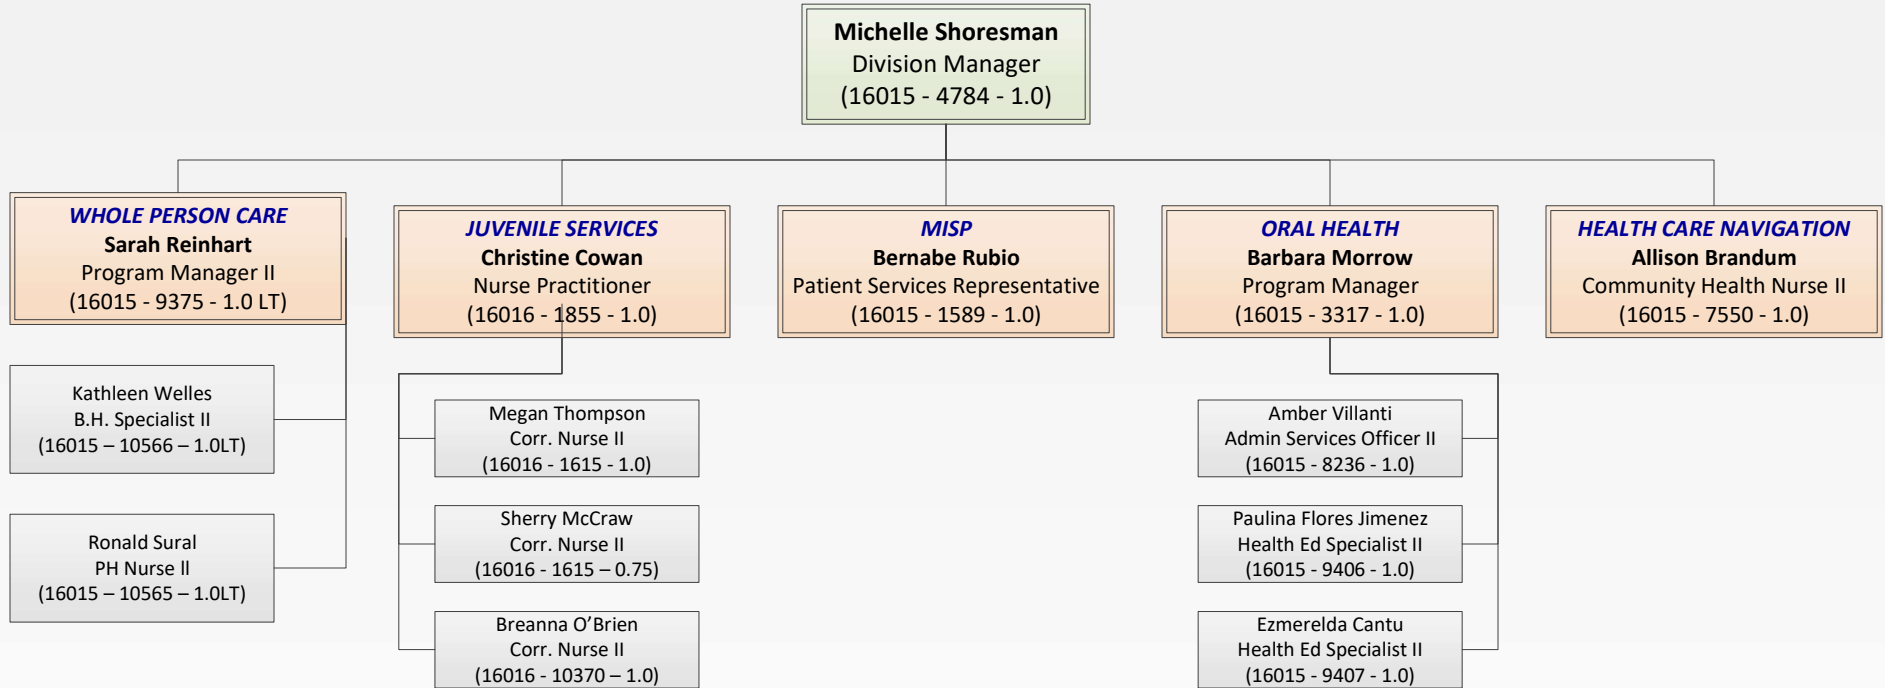 Michelle Shoresman
Division Manager
(16015 - 4784 - 1.0)
WHOLE PERSON CARE
Sarah Reinhart
Program Manager II
(16015 - 9375 - 1.0 LT)
Kathleen Welles
B.H. Specialist II
(16015 – 10566 – 1.0LT)
Ronald Sural
PH Nurse ll
(16015 – 10565 – 1.0LT)
JUVENILE SERVICES
Christine Cowan
Nurse Practitioner
(16016 - 1855 - 1.0)
Megan Thompson
Corr. Nurse II
(16016 - 1615 - 1.0)
Sherry McCraw
Corr. Nurse II
(16016 - 1615 – 0.75)
Breanna O’Brien
Corr. Nurse II
(16016 - 10370 – 1.0)
MISP
Bernabe Rubio
Patient Services Representative
(16015 - 1589 - 1.0)
ORAL HEALTH
Barbara Morrow
Program Manager
(16015 - 3317 - 1.0)
Amber Villanti
Admin Services Officer II
(16015 - 8236 - 1.0)
Paulina Flores Jimenez
Health Ed Specialist II
(16015 - 9406 - 1.0)
Ezmerelda Cantu
Health Ed Specialist II
(16015 - 9407 - 1.0)
HEALTH CARE NAVIGATION
Allison Brandum
Community Health Nurse II
(16015 - 7550 - 1.0)